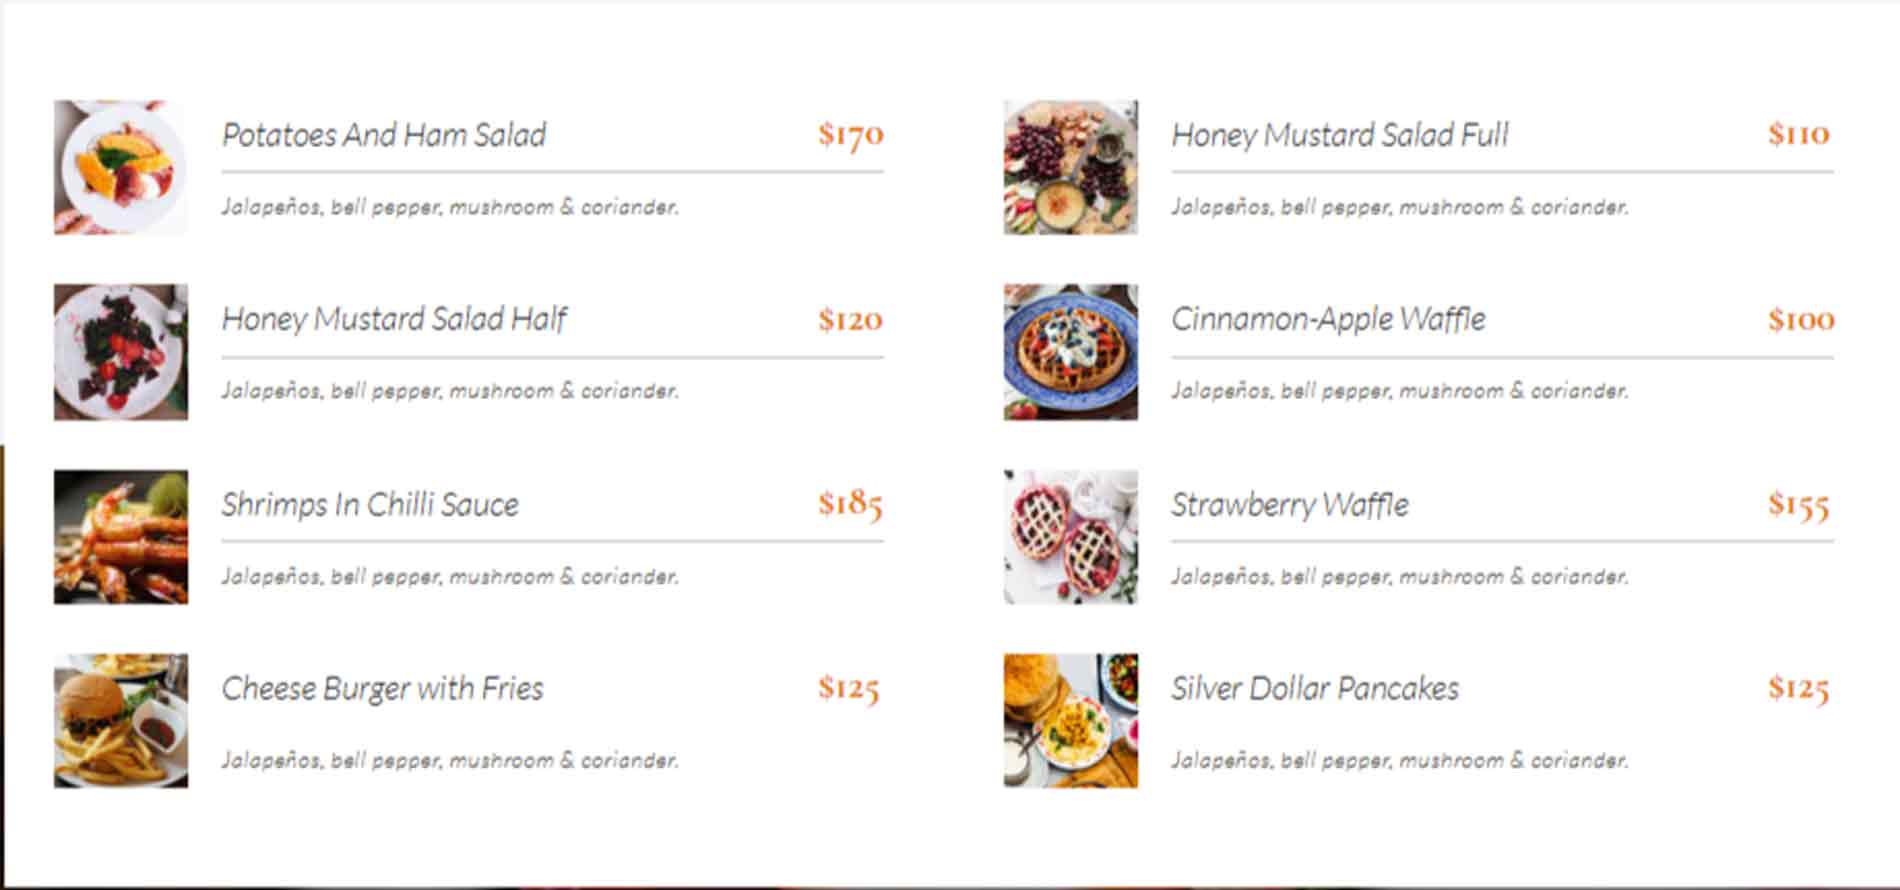 Potatoes And Ham Salad $170
Jalapeños, bell pepper, mushroom & coriander.
Honey Mustard Salad Half $120
Jalapeños, bell pepper, mushroom & coriander.
Shrimps In Chilli Sauce $185
Jalapeños, bell pepper, mushroom & coriander.
Cheese Burger with Fries $125
Jalapeños, bell pepper, mushroom & coriander.
Honey Mustard Salad Full $110
Jalapeños, bell pepper, mushroom & coriander.
Cinnamon-Apple Waffle $100
Jalapeños, bell pepper, mushroom & coriander.
Strawberry Waffle $155
Jalapeños, bell pepper, mushroom & coriander.
Silver Dollar Pancakes $125
Jalapeños, bell pepper, mushroom & coriander.